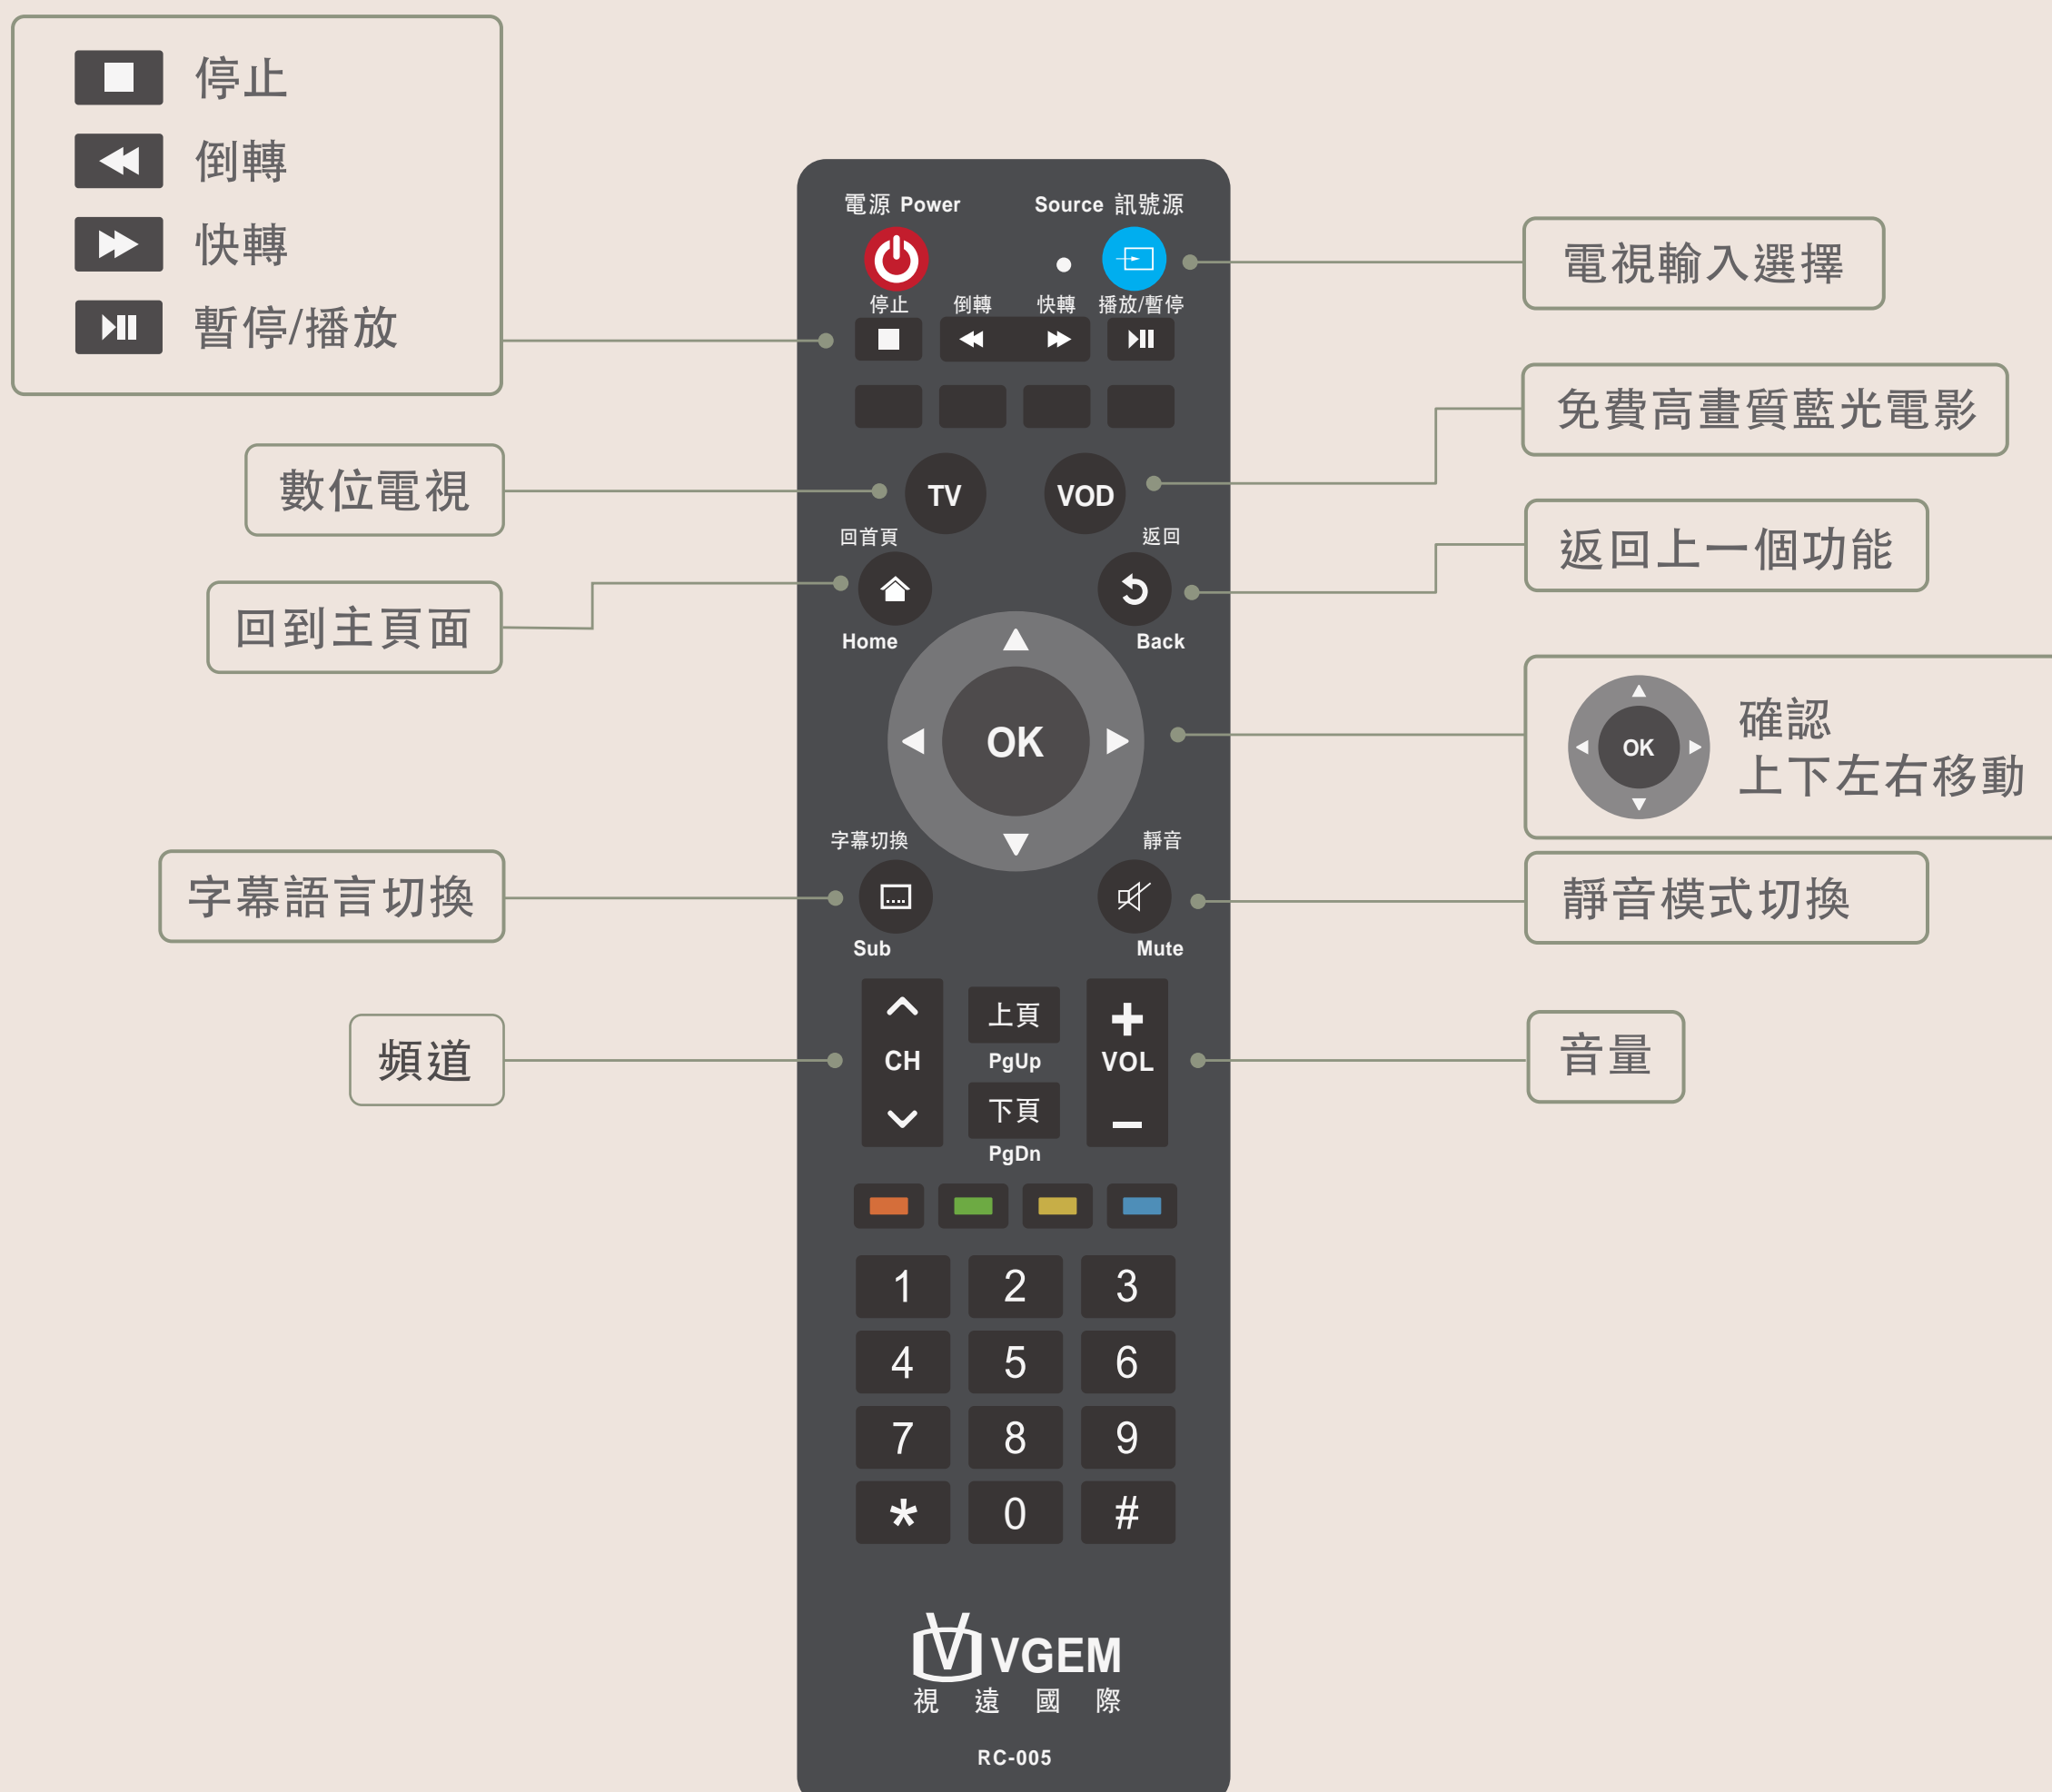 停止
倒轉
快轉
暫停/播放
電源 Power
Source 訊號源
停止 倒轉 快轉 播放/暫停
電視輸入選擇
免費高畫質藍光電影
數位電視
TV
VOD
回首頁
返回
返回上一個功能
回到主頁面
Home
Back
OK
OK
確認
上下左右移動
字幕切換
靜音
字幕語言切換
靜音模式切換
Sub
Mute
上頁
頻道
CH
PgUp
VOL
音量
下頁
PgDn
1 2 3
4 5 6
7 8 9
* 0 #
VGEM
視遠國際
RC-005